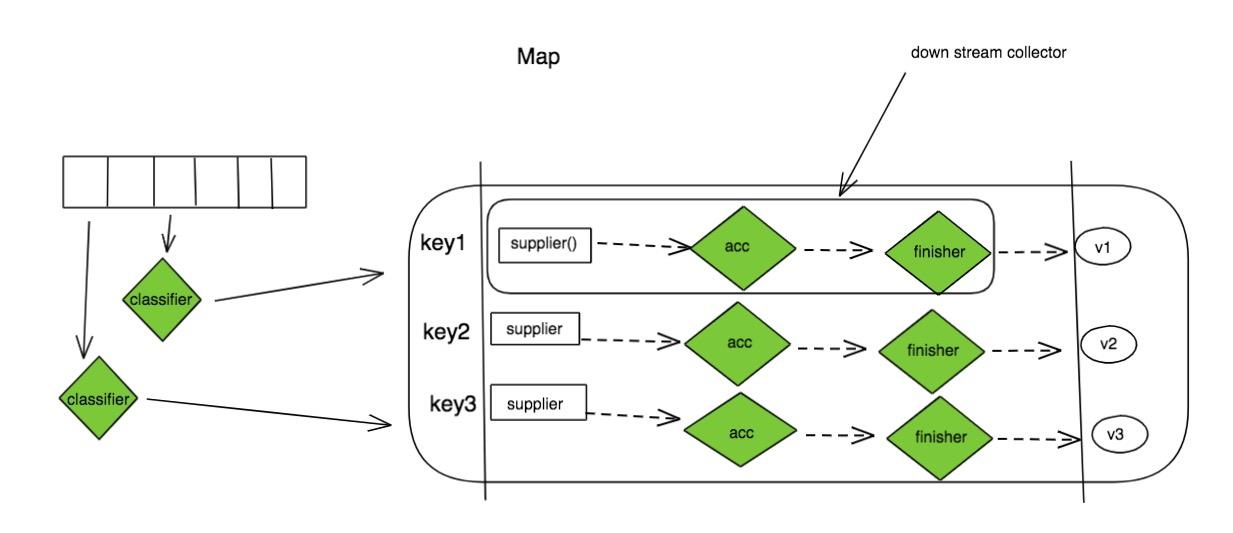 Map
down stream collector
key1
supplier()
acc
finisher
v1
classifier
key2
supplier
acc
finisher
v2
classifier
key3
supplier
acc
finisher
v3